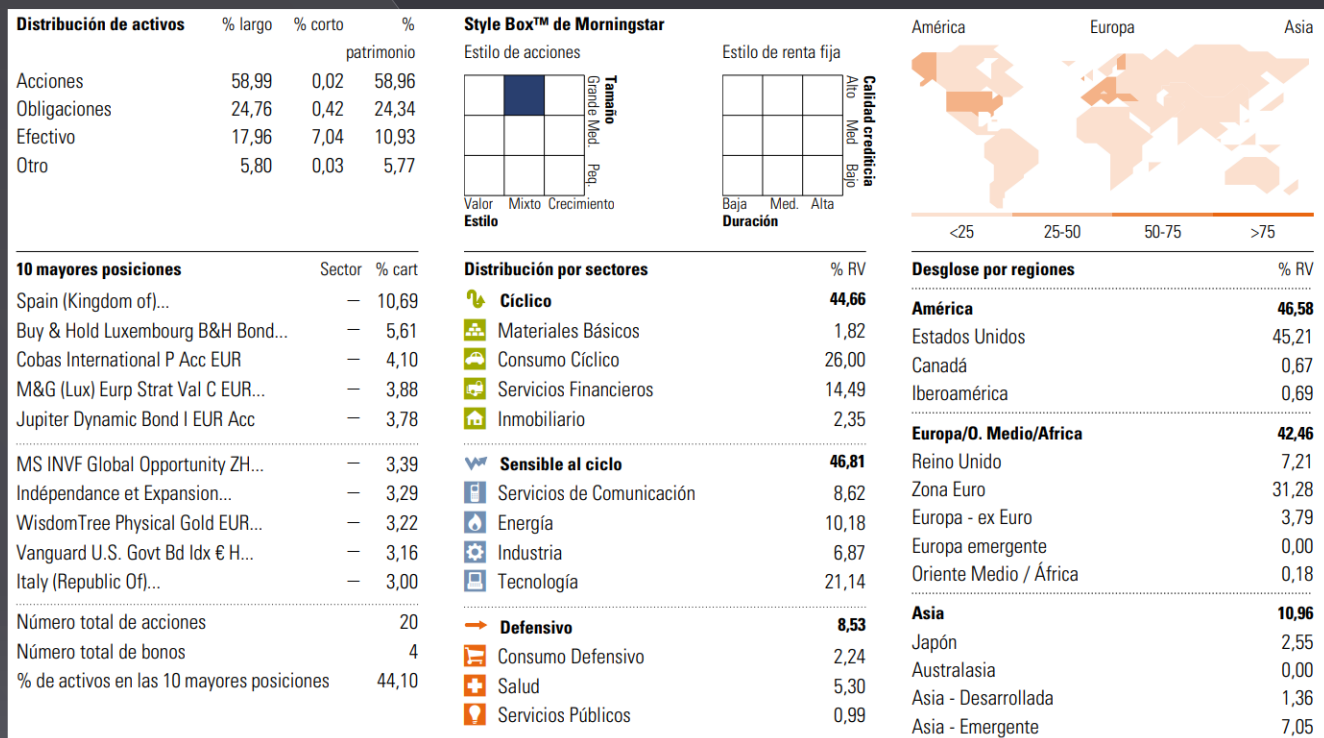 Distribución de activos % largo % corto %
patrimonio
Acciones 58,99 0,02 58,96
Obligaciones 24,76 0,42 24,34
Efectivo 17,96 7,04 10,93
Otro 5,80 0,03 5,77
Style Box™ de Morningstar
Estilo de acciones
Tamaño
Grande Med. Peq.
Valor Mixto Crecimiento
Estilo
Estilo de renta fija
Calidad crediticia
Alto Med Bajo
Baja Med. Alta
Duración
América Europa Asia
<25 25-50 50-75 >75
10 mayores posiciones Sector % cart
Spain (Kingdom of)... — 10,69
Buy & Hold Luxembourg B&H Bond... — 5,61
Cobas International P Acc EUR — 4,10
M&G (Lux) Eurp Strat Val C EUR... — 3,88
Jupiter Dynamic Bond I EUR Acc — 3,78
MS INVF Global Opportunity ZH... — 3,39
Indépendance et Expansion... — 3,29
WisdomTree Physical Gold EUR... — 3,22
Vanguard U.S. Govt Bd Idx € H... — 3,16
Italy (Republic Of)... — 3,00
Número total de acciones 20
Número total de bonos 4
% de activos en las 10 mayores posiciones 44,10
Distribución por sectores % RV
Cíclico 44,66
Materiales Básicos 1,82
Consumo Cíclico 26,00
Servicios Financieros 14,49
Inmobiliario 2,35
Sensible al ciclo 46,81
Servicios de Comunicación 8,62
Energía 10,18
Industria 6,87
Tecnología 21,14
Defensivo 8,53
Consumo Defensivo 2,24
Salud 5,30
Servicios Públicos 0,99
Desglose por regiones % RV
América 46,58
Estados Unidos 45,21
Canadá 0,67
Iberoamérica 0,69
Europa/O. Medio/Africa 42,46
Reino Unido 7,21
Zona Euro 31,28
Europa - ex Euro 3,79
Europa emergente 0,00
Oriente Medio / África 0,18
Asia 10,96
Japón 2,55
Australasia 0,00
Asia - Desarrollada 1,36
Asia - Emergente 7,05